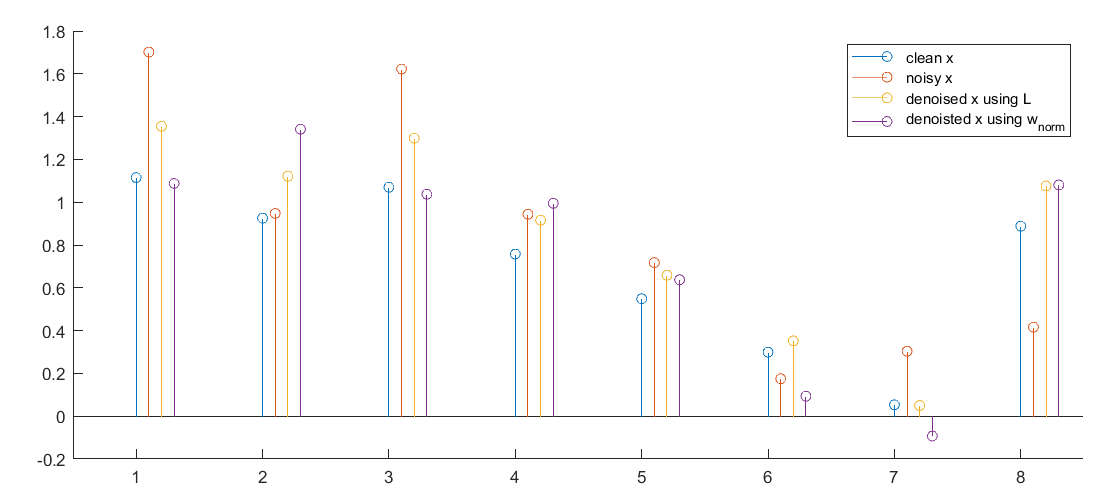 1.8
1.6
1.4
1.2
1
0.8
0.6
0.4
0.2
0
-0.2
1 2 3 4 5 6 7 8
clean x
noisy x
denoised x using L
denoisted x using w_norm